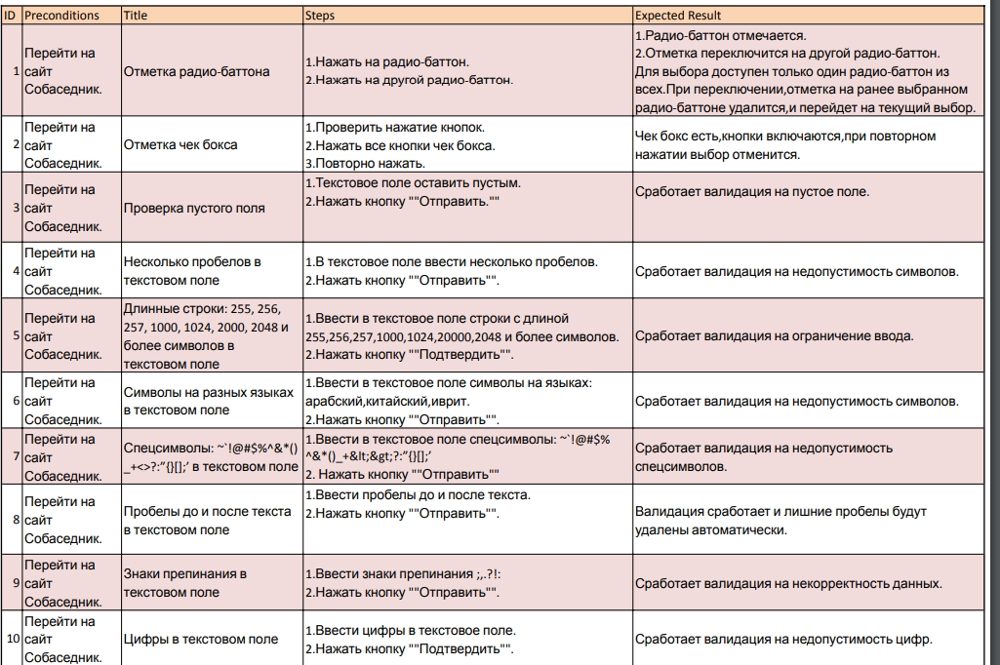 ID Preconditions Title Steps Expected Result
1
Перейти на
сайт
Собаседник.
Отметка радио-баттона
1.Нажать на радио-баттон.
2.Нажать на другой радио-баттон.
1.Радио-баттон отмечается.
2.Отметка переключится на другой радио-баттон.
Для выбора доступен только один радио-баттон из
всех.При переключении,отметка на ранее выбранном
радио-баттоне удалится,и перейдет на текущий выбор.
2
Перейти на
сайт
Собаседник.
Отметка чек бокса
1.Проверить нажатие кнопок.
2.Нажать все кнопки чек бокса.
3.Повторно нажать.
Чек бокс есть,кнопки включаются,при повторном
нажатии выбор отменится.
3
Перейти на
сайт
Собаседник.
Проверка пустого поля
1.Текстовое поле оставить пустым.
2.Нажать кнопку ""Отправить.""
Сработает валидация на пустое поле.
4
Перейти на
сайт
Собаседник.
Несколько пробелов в
текстовом поле
1.В текстовое поле ввести несколько пробелов.
2.Нажать кнопку ""Отправить"".
Сработает валидация на недопустимость символов.
5
Перейти на
сайт
Собаседник.
Длинные строки: 255, 256,
257, 1000, 1024, 2000, 2048 и
более символов в
текстовом поле
1.Ввести в текстовое поле строки с длиной
255,256,257,1000,1024,20000,2048 и более символов.
2.Нажать кнопку ""Подтвердить"".
Сработает валидация на ограничение ввода.
6
Перейти на
сайт
Собаседник.
Символы на разных языках
в текстовом поле
1.Ввести в текстовое поле символы на языках:
арабский,китайский,иврит.
2.Нажать кнопку ""Отправить"".
Сработает валидация на недопустимость символов.
7
Перейти на
сайт
Собаседник.
Спецсимволы: ~`!@#$%^&*()
_+<>?:"{}[];’ в текстовом поле
1.Ввести в текстовое поле спецсимволы: ~`!@#$%
^&*()_+&lt;&gt;?:"{}[];’
2. Нажать кнопку ""Отправить""
Сработает валидация на недопустимость
спецсимволов.
8
Перейти на
сайт
Собаседник.
Пробелы до и после текста
в текстовом поле
1.Ввести пробелы до и после текста.
2.Нажать кнопку ""Отправить"".
Валидация сработает и лишние пробелы будут
удалены автоматически.
9
Перейти на
сайт
Собаседник.
Знаки препинания в
текстовом поле
1.Ввести знаки препинания ;,.?!:
2.Нажать кнопку ""Отправить"".
Сработает валидация на некорректность данных.
10
Перейти на
сайт
Собаседник.
Цифры в текстовом поле
1.Ввести цифры в текстовое поле.
2.Нажать кнопку ""Подтвердить"".
Сработает валидация на недопустимость цифр.